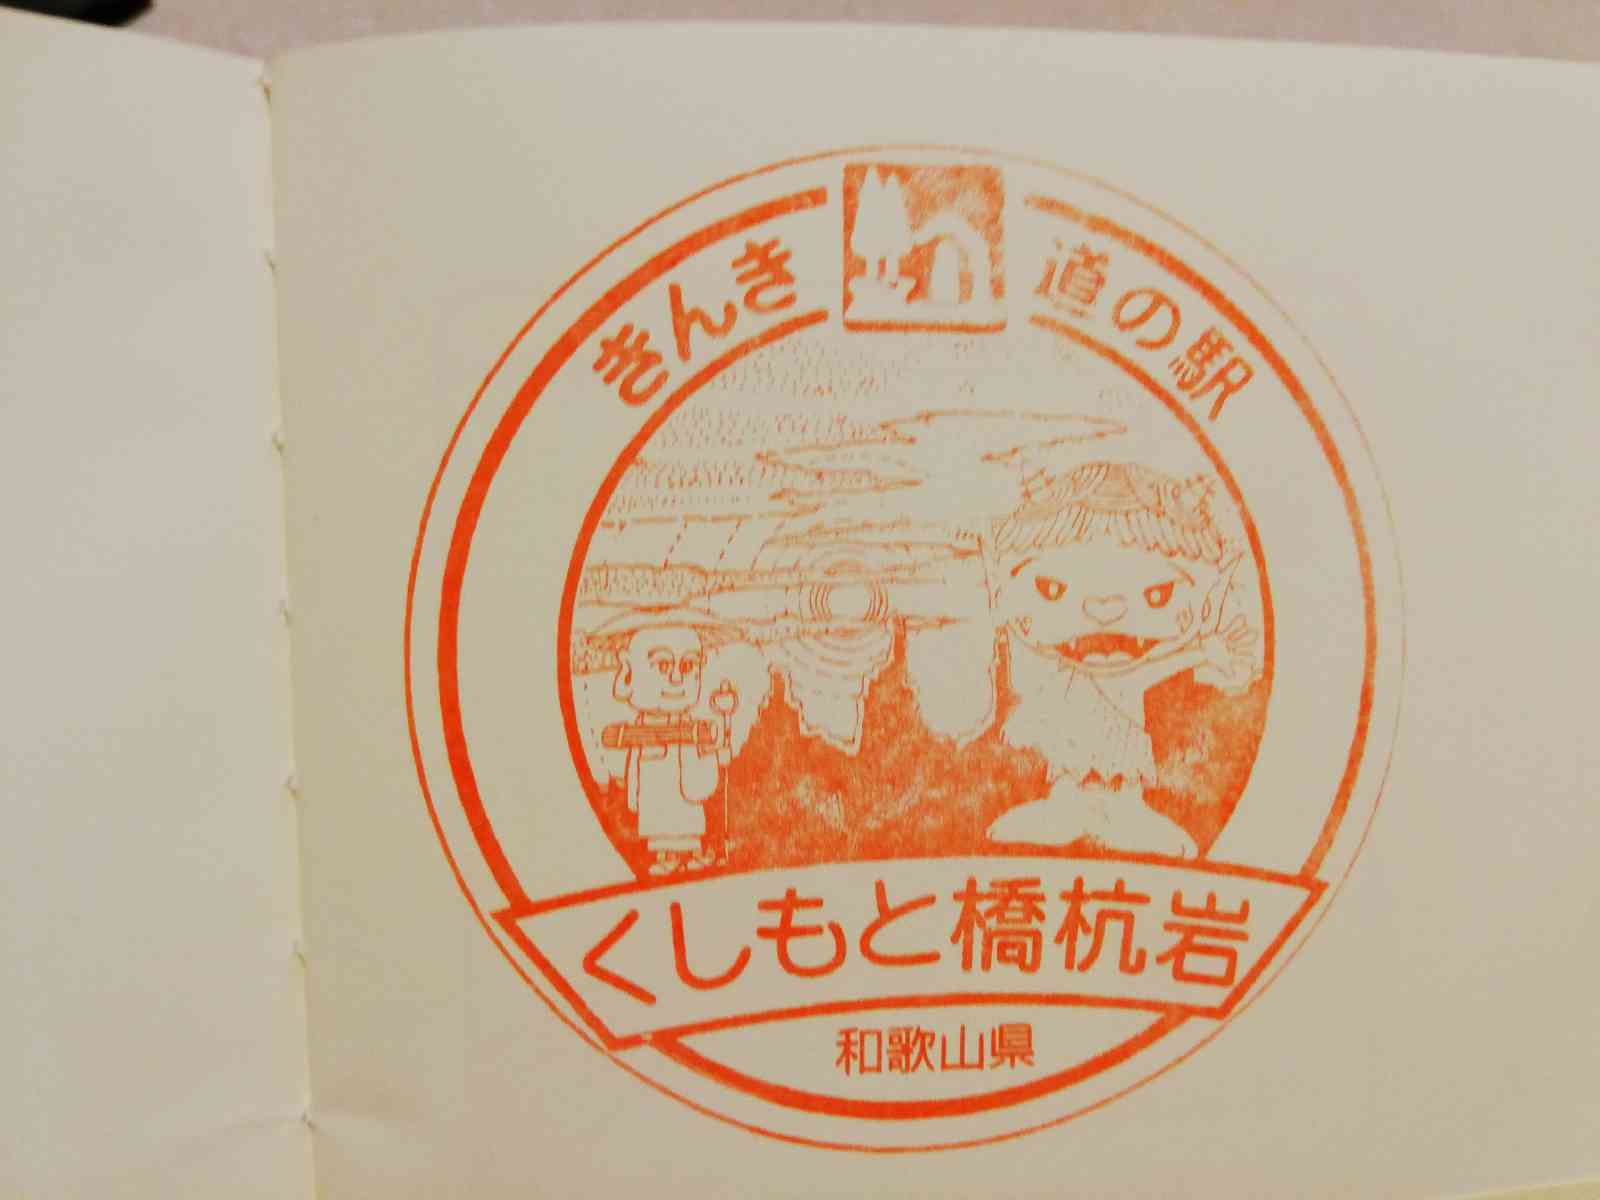 きんき 道の駅
くしもと橋杭岩
和歌山県